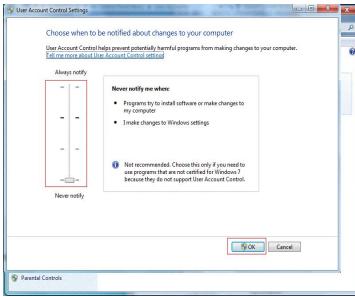 User Account Control Settings
Choose when to be notified about changes to your computer
User Account Control helps prevent potentially harmful programs from making changes to your computer.
Tell me more about User Account Control settings
Always notify
Never notify me when:
Programs try to install software or make changes to
my computer
I make changes to Windows settings
Not recommended. Choose this only if you need to
use programs that are not certified for Windows 7
because they do not support User Account Control.
Never notify
OK
Cancel
Parental Controls